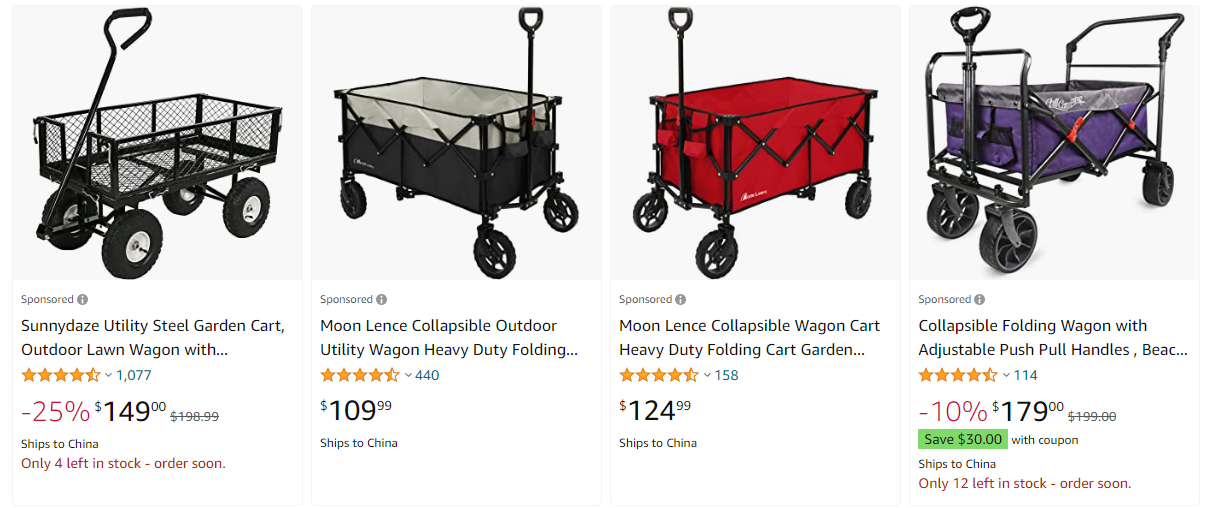 Sponsored
Sunnydaze Utility Steel Garden Cart,
Outdoor Lawn Wagon with...
1,077
-25% $149.00 $198.99
Ships to China
Only 4 left in stock - order soon.
MOON LENCE
Sponsored
Moon Lence Collapsible Outdoor
Utility Wagon Heavy Duty Folding...
440
$109.99
Ships to China
MOON LENCE
Sponsored
Moon Lence Collapsible Wagon Cart
Heavy Duty Folding Cart Garden...
158
$124.99
Ships to China
Sponsored
Collapsible Folding Wagon with
Adjustable Push Pull Handles , Beac...
114
-10% $179.00 $199.00
Save $30.00 with coupon
Ships to China
Only 12 left in stock - order soon.